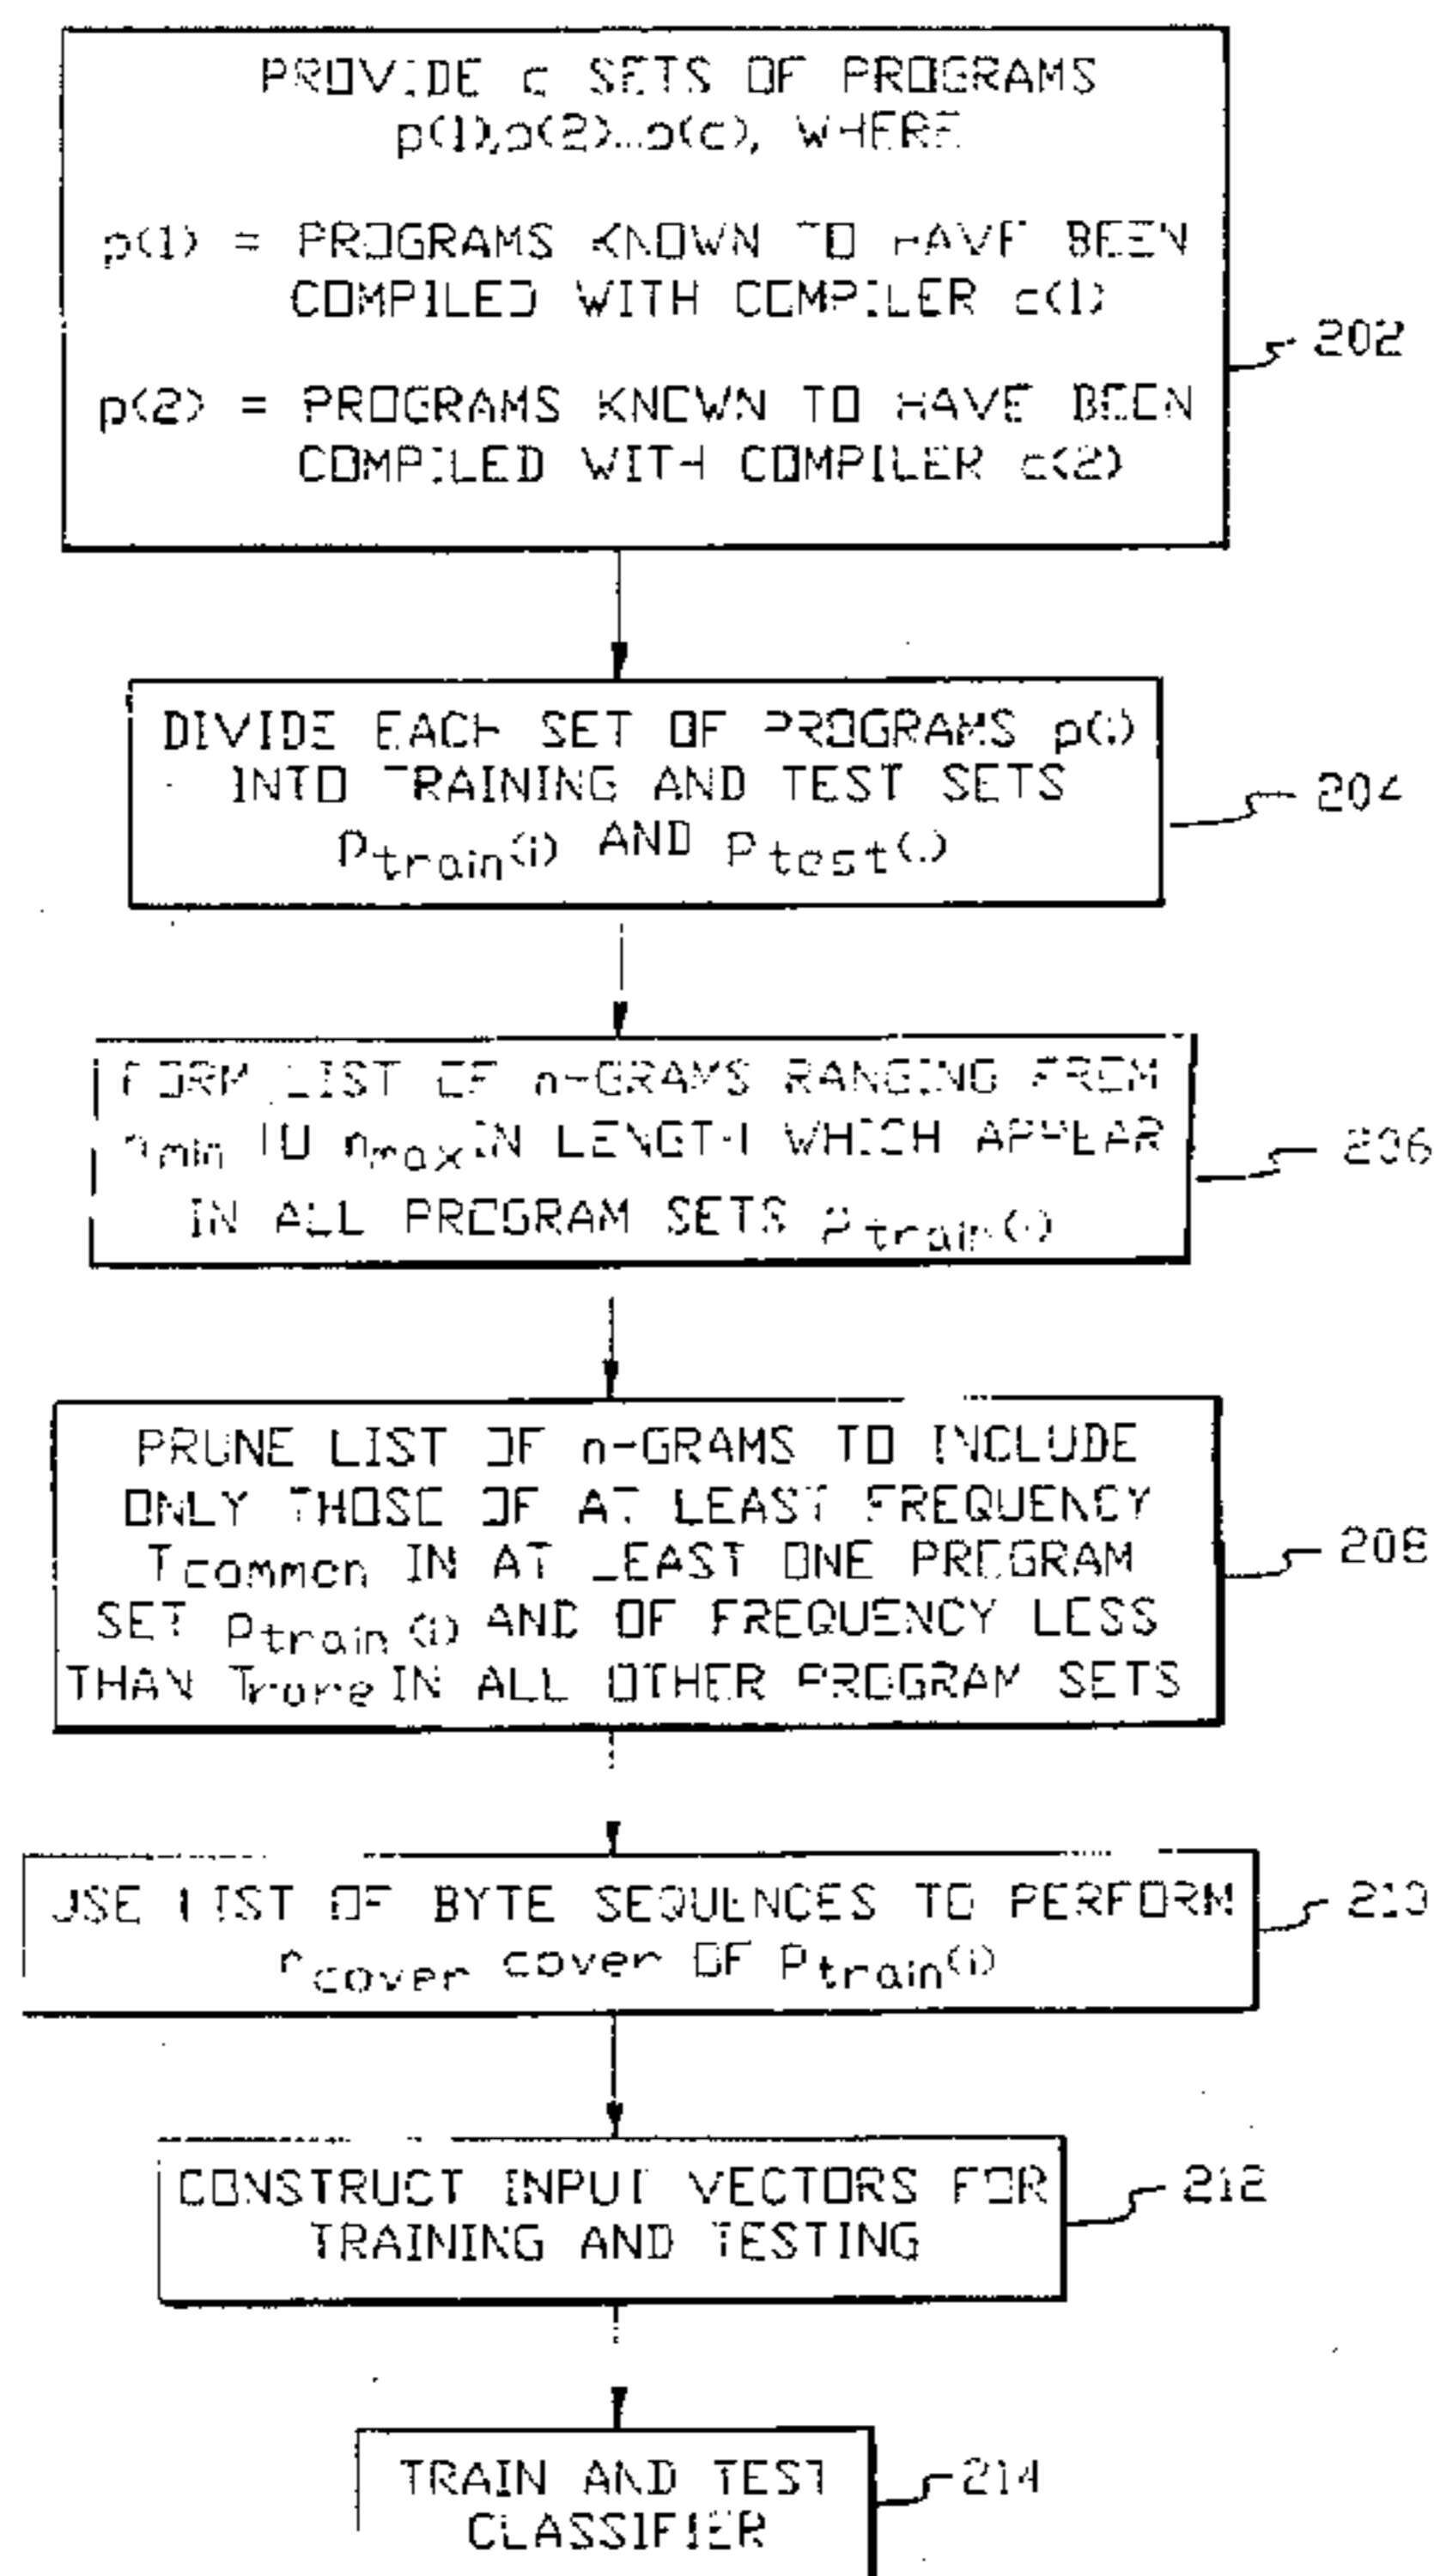 PROVIDE c SETS OF PROGRAMS
p(1),p(2)...p(c), WHERE
p(1) = PROGRAMS KNOWN TO HAVE BEEN
COMPILED WITH COMPILER c(1)
p(2) = PROGRAMS KNOWN TO HAVE BEEN
COMPILED WITH COMPILER c(2)
202
DIVIDE EACH SET OF PROGRAMS p(i)
INTO TRAINING AND TEST SETS
Ptrain(i) AND Ptest(i)
204
FORM LIST OF n-GRAMS RANGING FROM
nmin TO nmax IN LENGTH WHICH APPEAR
IN ALL PROGRAM SETS Ptrain(i)
206
PRUNE LIST OF n-GRAMS TO INCLUDE
ONLY THOSE OF AT LEAST FREQUENCY
Tcommon IN AT LEAST ONE PROGRAM
SET Ptrain(i) AND OF FREQUENCY LESS
THAN Trare IN ALL OTHER PROGRAM SETS
208
USE LIST OF BYTE SEQUENCES TO PERFORM
ncover cover OF Ptrain(i)
210
CONSTRUCT INPUT VECTORS FOR
TRAINING AND TESTING
212
TRAIN AND TEST
CLASSIFIER
214